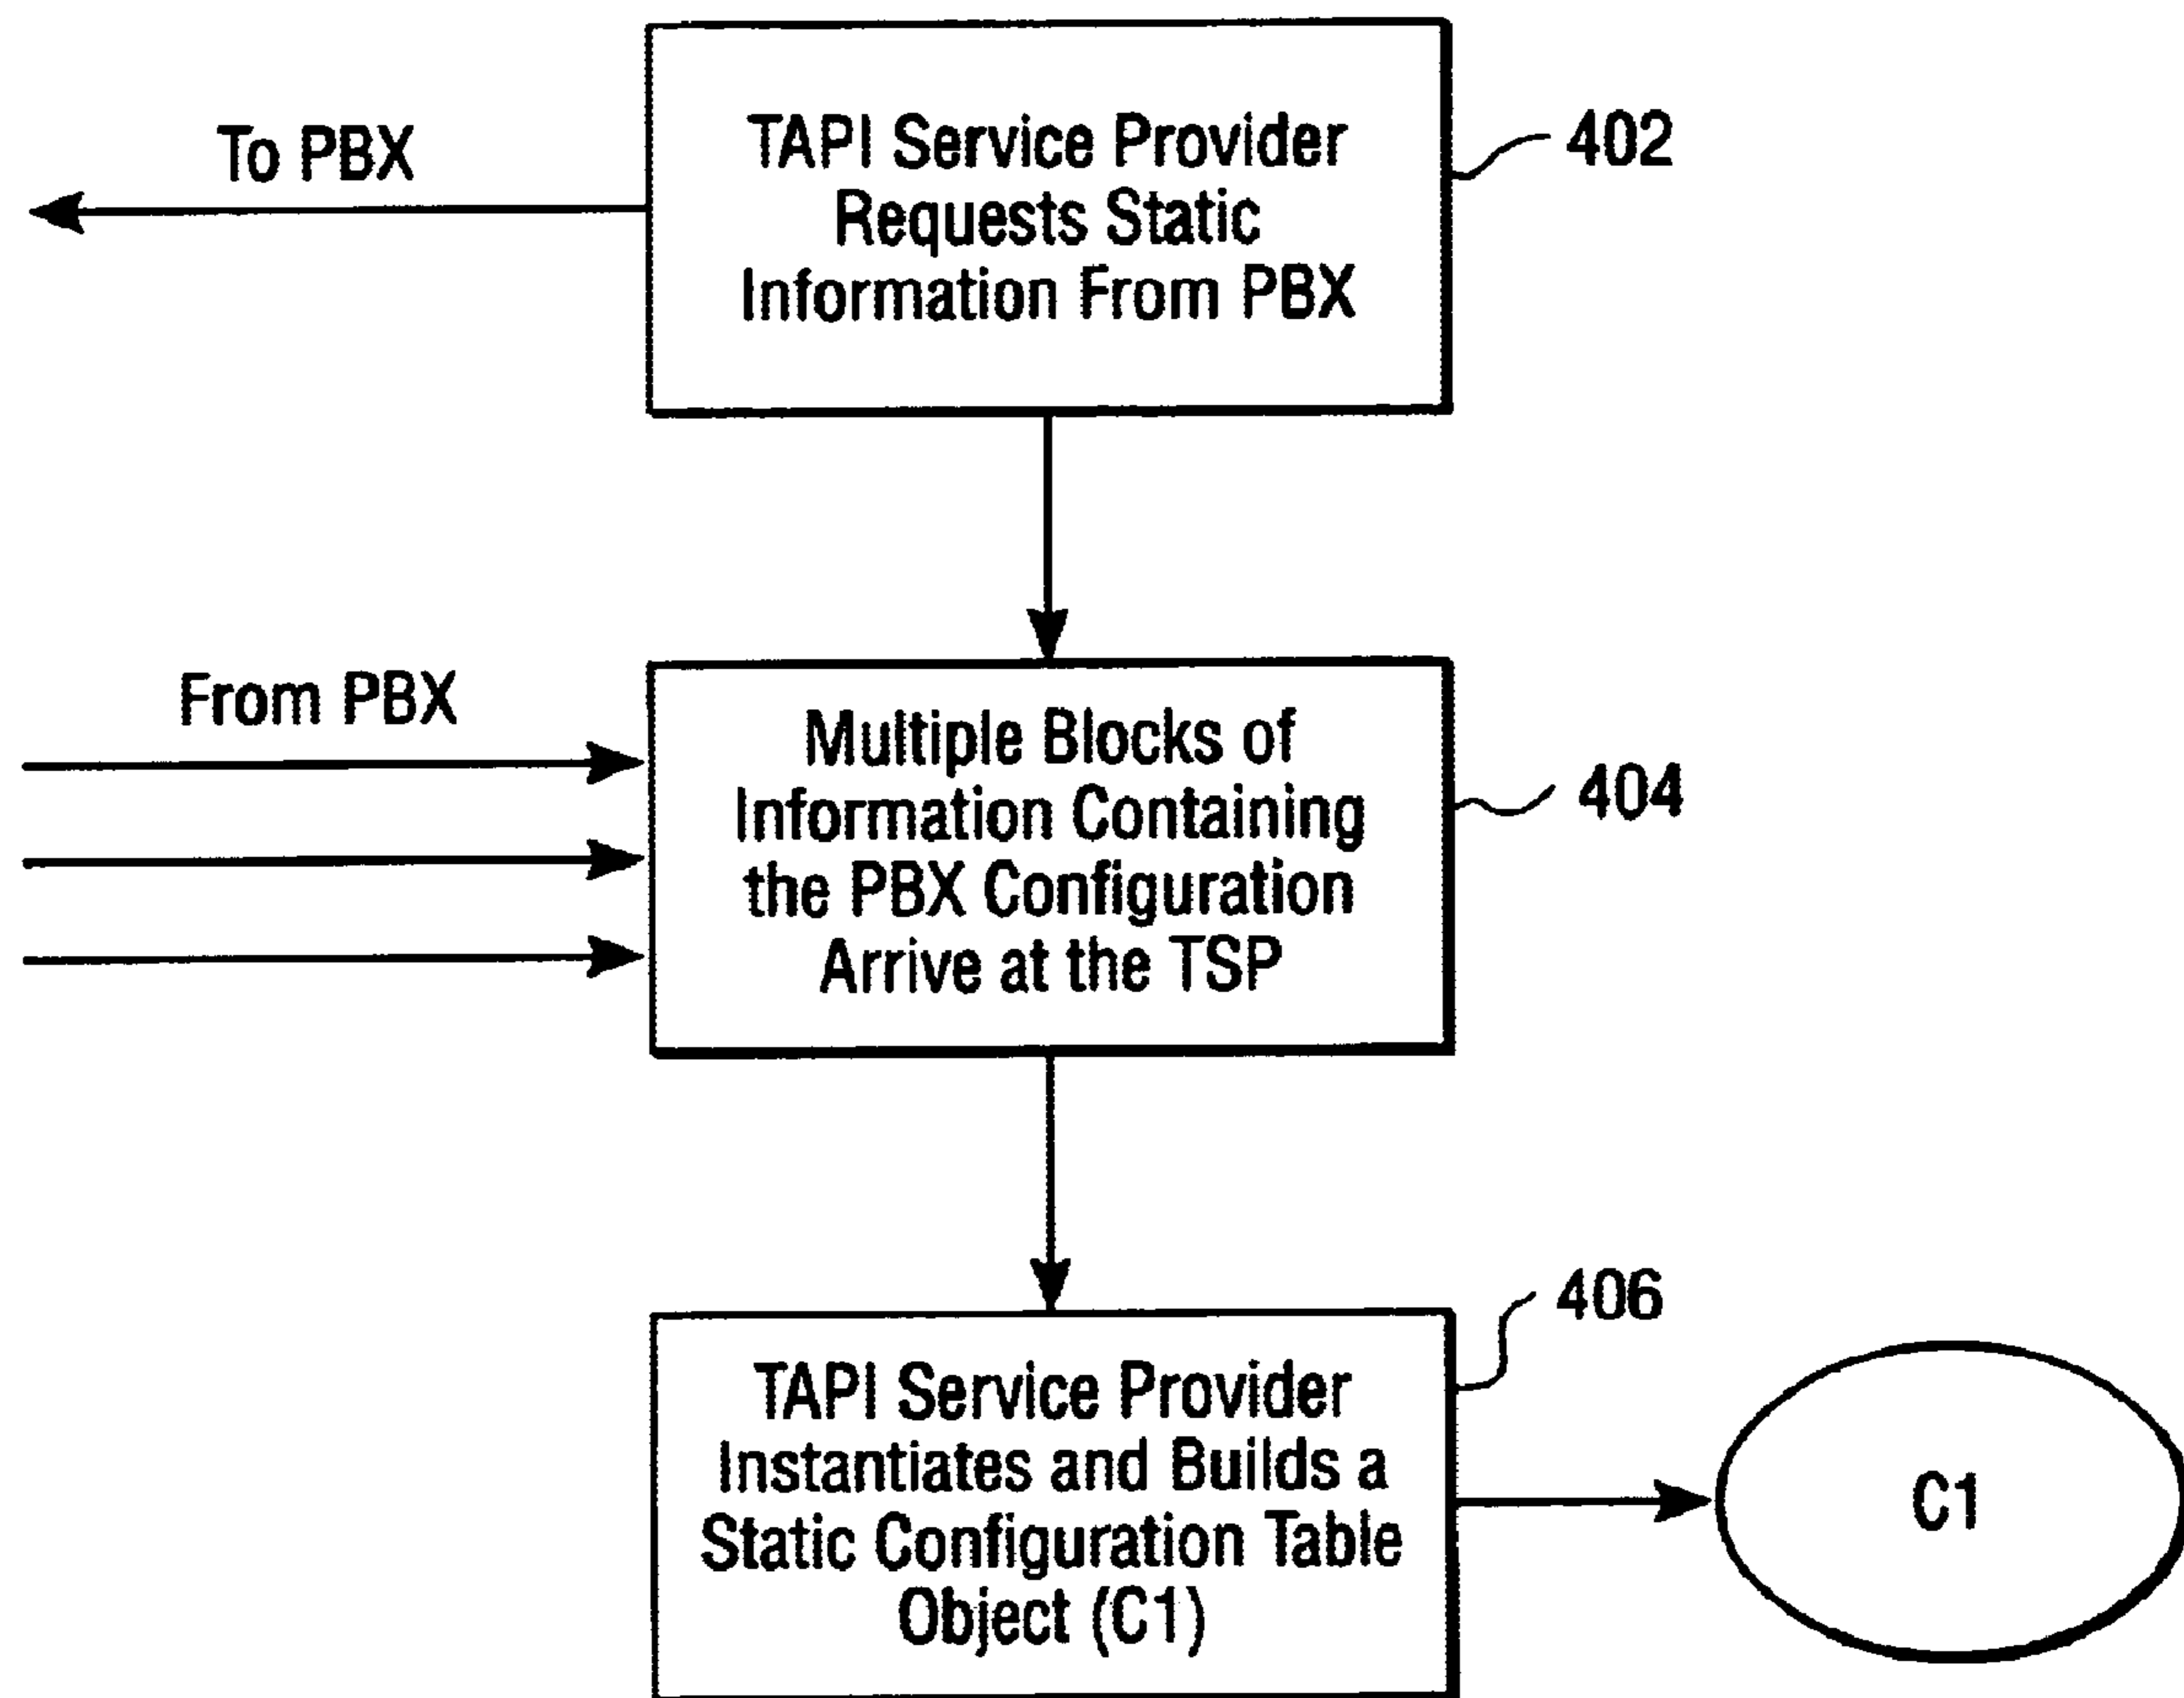 To PBX
TAPI Service Provider
Requests Static
Information From PBX
402
From PBX
Multiple Blocks of
Information Containing
the PBX Configuration
Arrive at the TSP
404
TAPI Service Provider
Instantiates and Builds a
Static Configuration Table
Object (C1)
406
C1